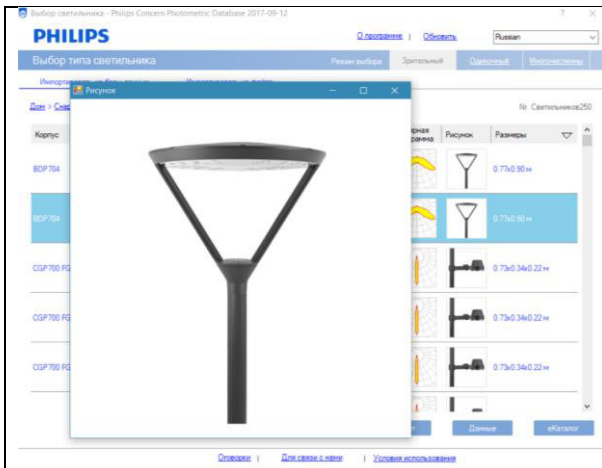 Выбор светильника - Philips Concern Photometric Database 2017-09-12
PHILIPS
О программе | Обновить Russian
Выбор типа светильника Режим выбора Зрительный Одиночный Многочисленны
Рисунок
Дом > Nr. Светильников250
Корпус Рисунок Размеры
BDP704 0.77x0.90 м
BDP704 0.77x0.90 м
CGP700 FG 0.73x0.34x0.22 м
CGP700 FG 0.73x0.34x0.22 м
CGP700 FG 0.73x0.34x0.22 м
Данные eКаталог
Оговорки | Для связи с нами | Условия использования